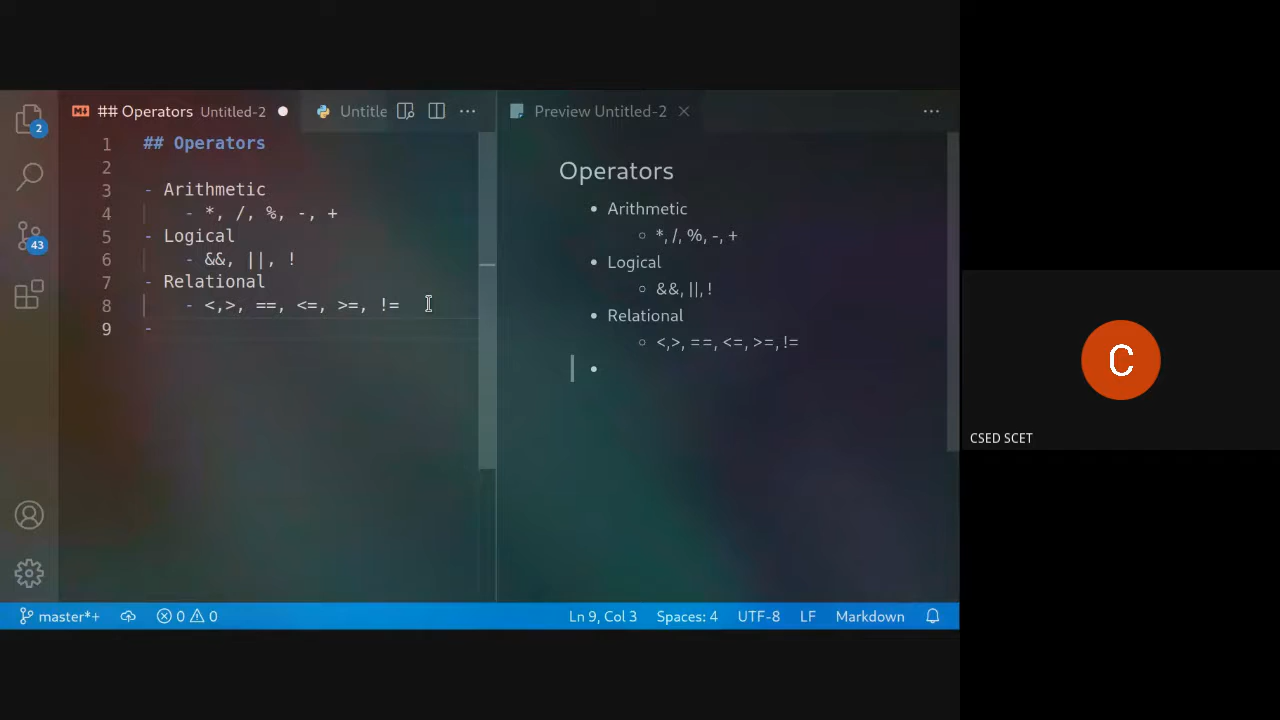 ## Operators Untitled-2
Untitle
Preview Untitled-2
2
43
1 ## Operators
2
3 - Arithmetic
4 - *, /, %, -, +
5 - Logical
6 - &&, ||, !
7 - Relational
8 - <,>, ==, <=, >=, !=
9 -
Operators
• Arithmetic
◦ *, /, %, -, +
• Logical
◦ &&, ||, !
• Relational
◦ <,>, ==, <=, >=, !=
•
C
CSED SCET
master*+ 0 0 Ln 9, Col 3 Spaces: 4 UTF-8 LF Markdown